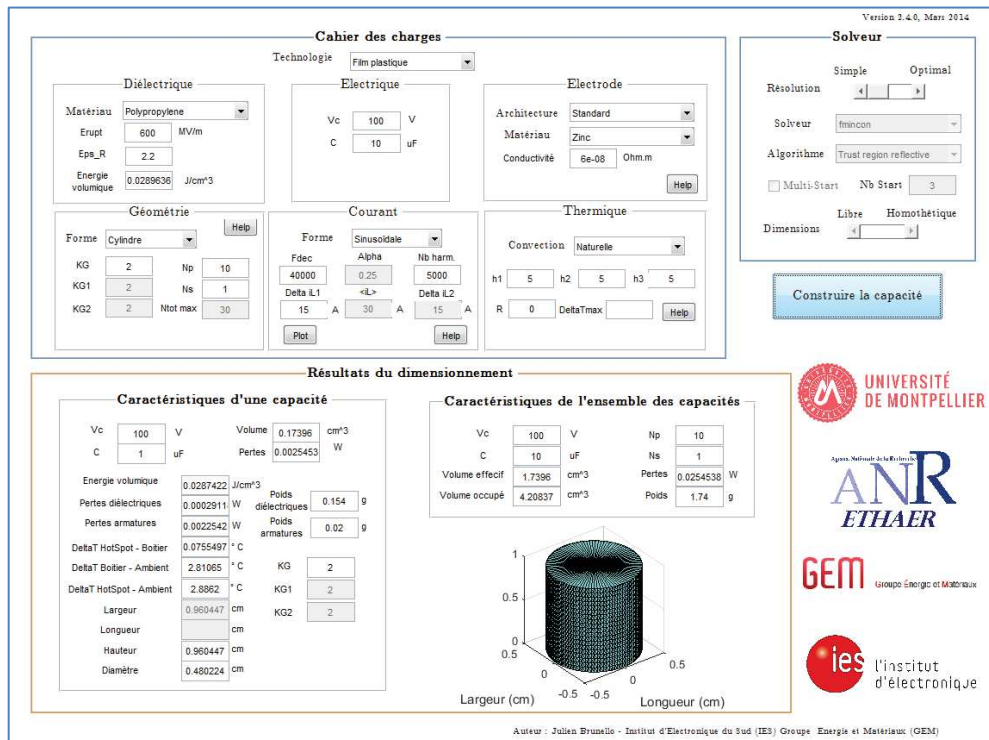 Version 2.4.0, Mars 2014
Cahier des charges
Technologie Film plastique
Diélectrique
Matériau Polypropylene
Erupt 600 MV/m
Eps_R 2.2
Energie volumique 0.0289636 J/cm^3
Electrique
Vc 100 V
C 10 uF
Electrode
Architecture Standard
Matériau Zinc
Conductivité 6e-08 Ohm.m
Help
Géométrie
Help
Forme Cylindre
KG 2 Np 10
KG1 2 Ns 1
KG2 2 Ntot max 30
Courant
Forme Sinusoïdale
Fdec Alpha Nb harm.
40000 0.25 5000
Delta iL1 <iL> Delta iL2
15 A 30 A 15 A
Plot Help
Thermique
Convection Naturelle
h1 5 h2 5 h3 5
R 0 DeltaTmax Help
Solveur
Simple Optimal
Résolution
Solveur fmincon
Algorithme Trust region reflective
Multi-Start Nb Start 3
Libre Homothétique
Dimensions
Construire la capacité
Résultats du dimensionnement
Caractéristiques d'une capacité
Vc 100 V Volume 0.17396 cm^3
C 1 uF Pertes 0.0025453 W
Energie volumique 0.0287422 J/cm^3
Pertes diélectriques 0.0002911 W Poids diélectriques 0.154 g
Pertes armatures 0.0022542 W Poids armatures 0.02 g
DeltaT HotSpot - Boitier 0.0755497 ° C
DeltaT Boitier - Ambient 2.81065 ° C KG 2
DeltaT HotSpot - Ambient 2.8862 ° C KG1 2
Largeur 0.960447 cm KG2 2
Longueur cm
Hauteur 0.960447 cm
Diamètre 0.480224 cm
Caractéristiques de l'ensemble des capacités
Vc 100 V Np 10
C 10 uF Ns 1
Volume effecif 1.7396 cm^3 Pertes 0.0254538 W
Volume occupé 4.20837 cm^3 Poids 1.74 g
1
0.5
0
0.5
0
-0.5
-0.5
0
0.5
Largeur (cm) Longueur (cm)
UNIVERSITÉ
DE MONTPELLIER
Agence Nationale de la Recherche
ANR
ETHAER
GEM Groupe Énergie et Matériaux
ies l'institut
d'électronique
Auteur : Julien Brunello - Institut d'Electronique du Sud (IES) Groupe Energie et Matériaux (GEM)